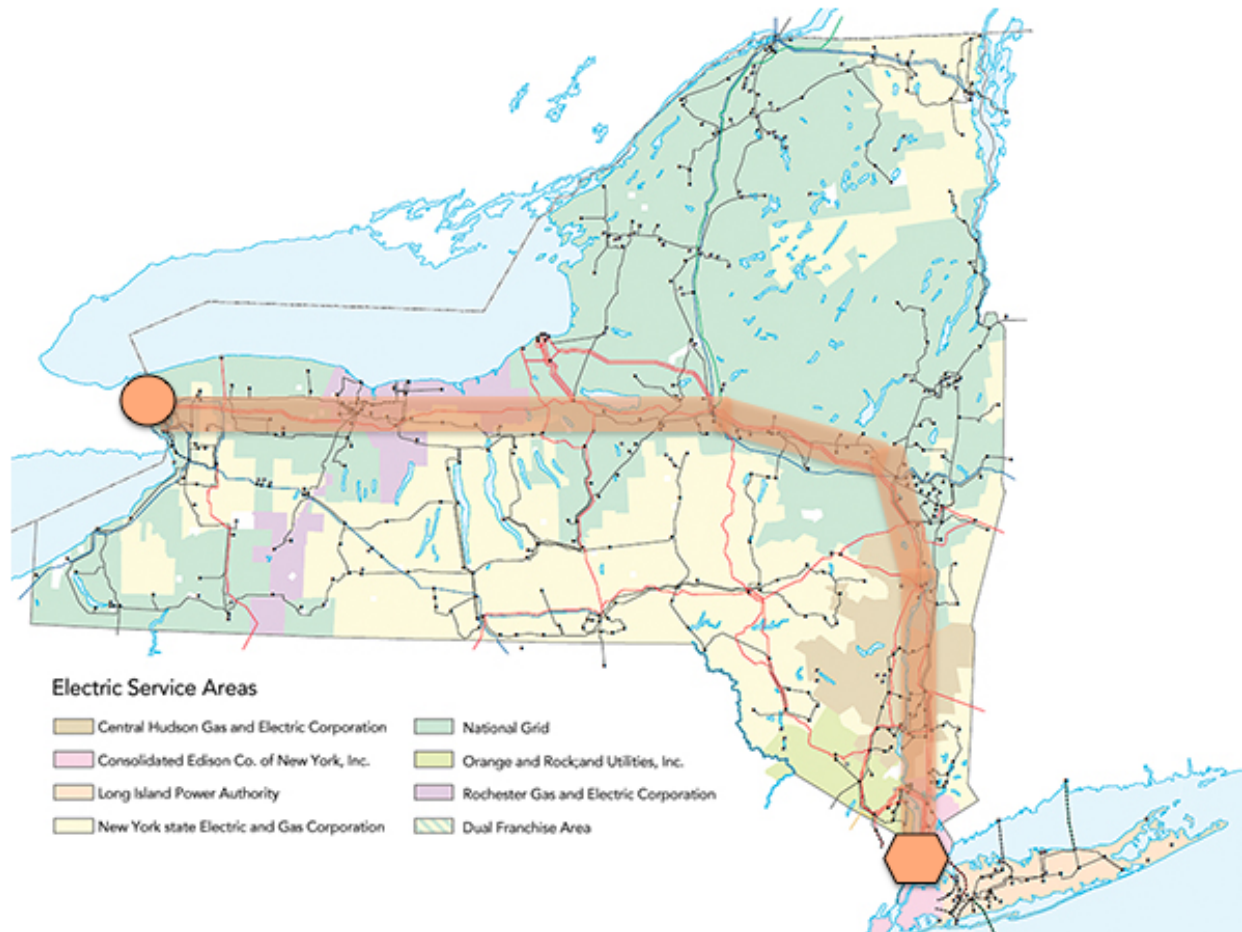 Electric Service Areas
Central Hudson Gas and Electric Corporation
Consolidated Edison Co. of New York, Inc.
Long Island Power Authority
New York state Electric and Gas Corporation
National Grid
Orange and Rock;and Utilities, Inc.
Rochester Gas and Electric Corporation
Dual Franchise Area